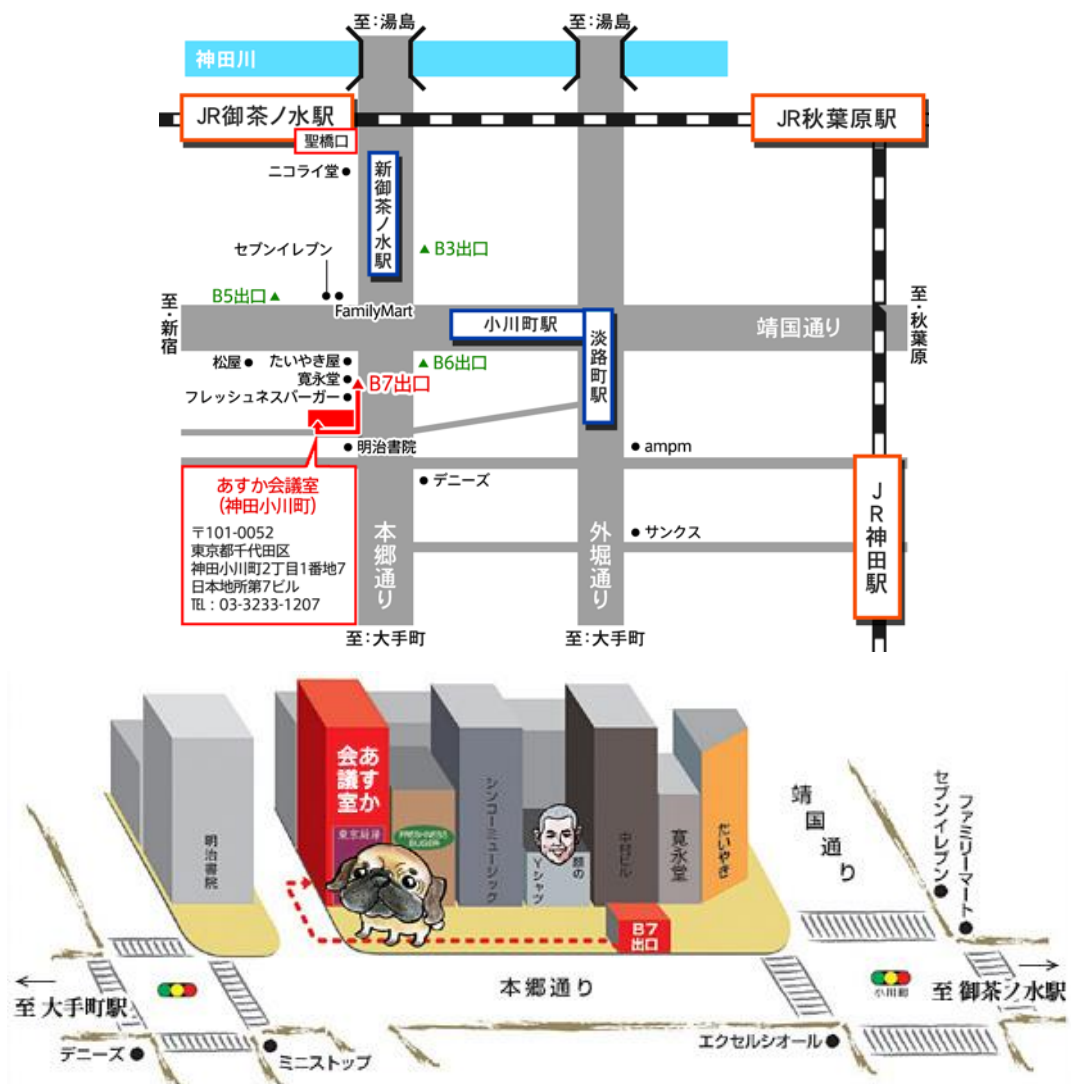 至:湯島
至:湯島
神田川
JR御茶ノ水駅
聖橋口
JR秋葉原駅
ニコライ堂
新御茶ノ水駅
セブンイレブン
B3出口
B5出口
FamilyMart
至・新宿
小川町駅
淡路町駅
靖国通り
至・秋葉原
松屋
たいやき屋
B6出口
寛永堂
B7出口
フレッシュネスバーガー
明治書院
ampm
デニーズ
あすか会議室
(神田小川町)
〒101-0052
東京都千代田区
神田小川町2丁目1番地7
日本地所第7ビル
℡：03-3233-1207
本郷通り
外堀通り
サンクス
JR神田駅
至:大手町
至:大手町
明治書院
あすか
会議室
FRESHNESS
BUGER
シンコーミュージック
顔の
Yシャツ
中村ビル
寛永堂
たいやき
靖国通り
セブンイレブン
ファミリーマート
B7
出口
本郷通り
至 大手町駅
小川町
至 御茶ノ水駅
デニーズ
ミニストップ
エクセルシオール